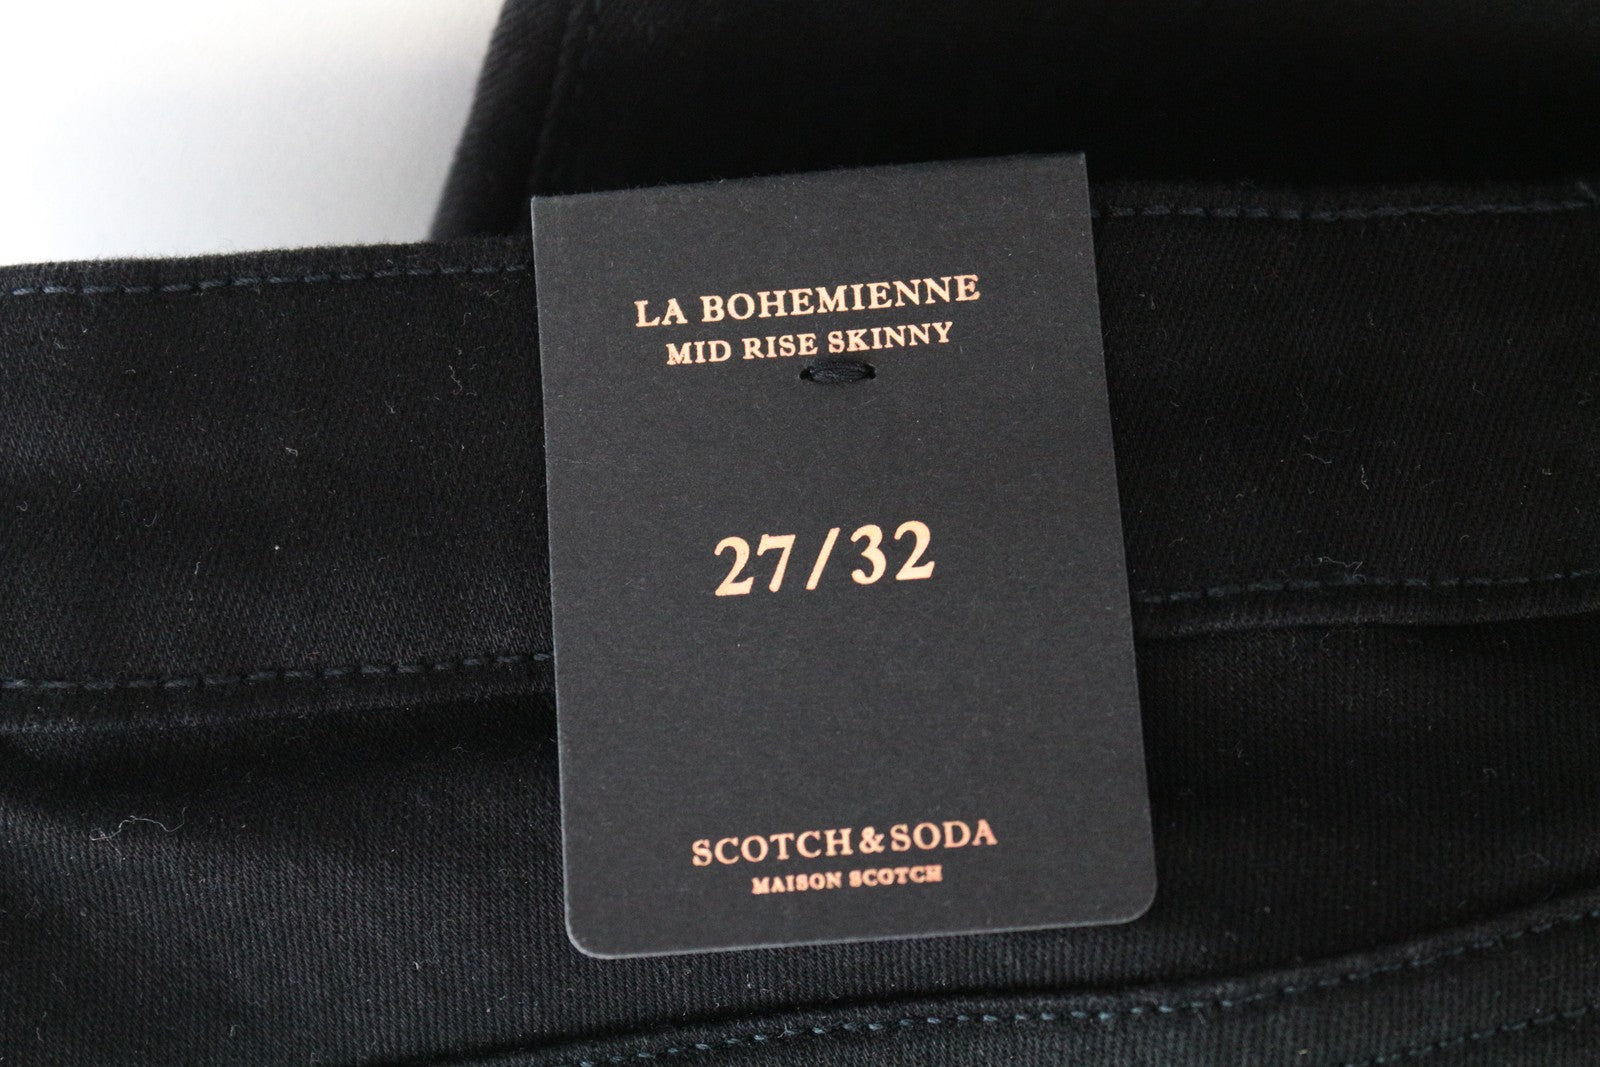 LA BOHEMIENNE
MID RISE SKINNY
27/32
SCOTCH & SODA
MAISON SCOTCH